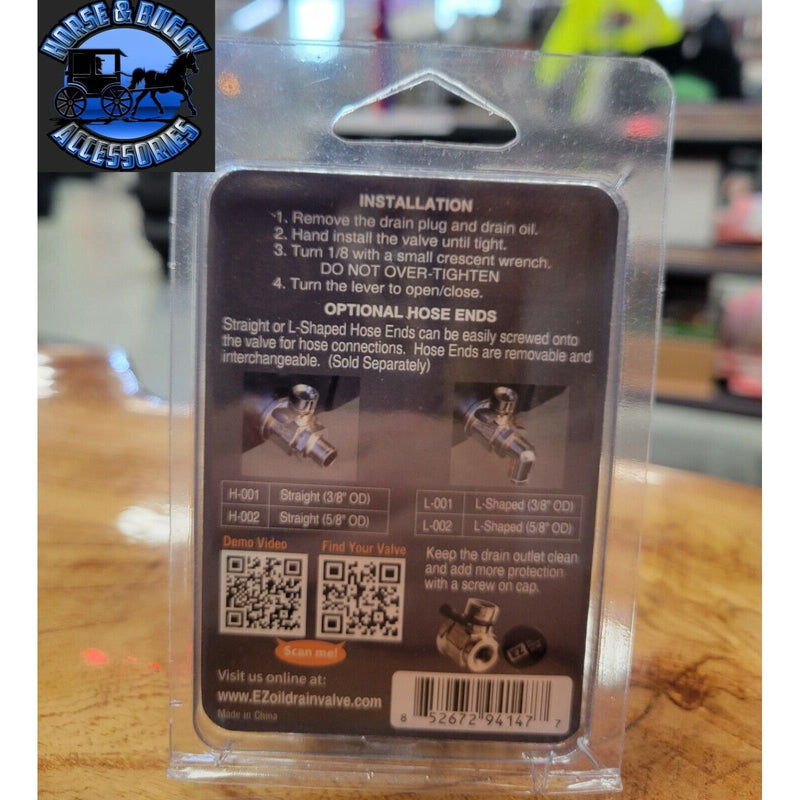 HORSE & BUGGY
ACCESSORIES
INSTALLATION
1. Remove the drain plug and drain oil.
2. Hand install the valve until tight.
3. Turn 1/8 with a small crescent wrench.
DO NOT OVER-TIGHTEN
4. Turn the lever to open/close.
OPTIONAL HOSE ENDS
Straight or L-Shaped Hose Ends can be easily screwed onto
the valve for hose connections. Hose Ends are removable and
interchangeable. (Sold Separately)
H-001 Straight (3/8" OD)
H-002 Straight (5/8" OD)
L-001 L-Shaped (3/8" OD)
L-002 L-Shaped (5/8" OD)
Demo Video
Find Your Valve
Scan me!
Keep the drain outlet clean
and add more protection
with a screw on cap.
EZ
Visit us online at:
www.EZoildrainvalve.com
Made in China
8 52672 94147 7